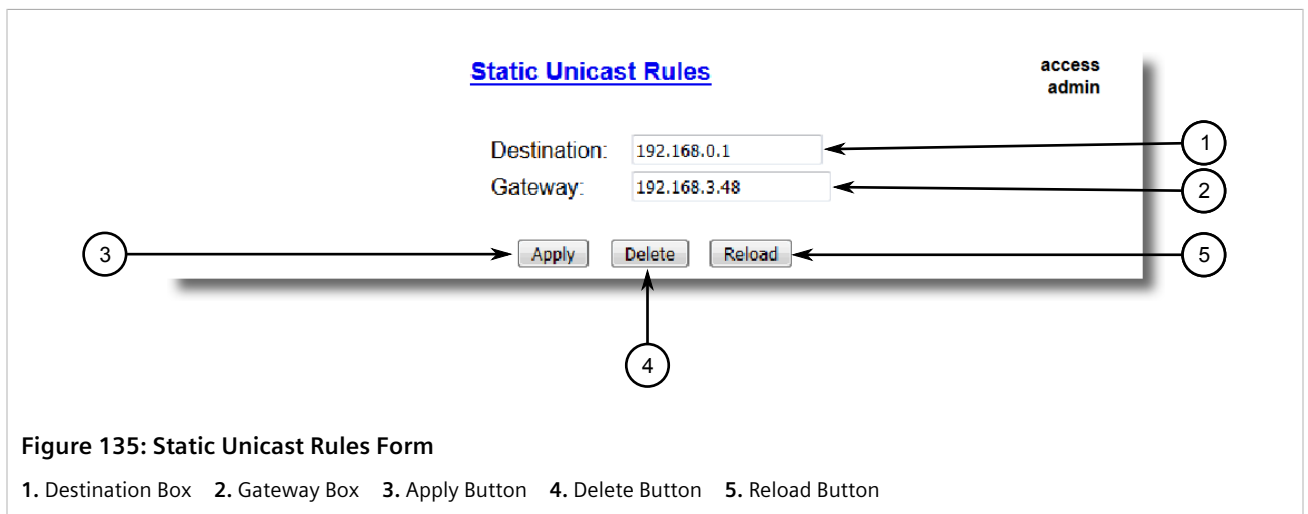 Static Unicast Rules
access
admin
Destination: 192.168.0.1
1
Gateway: 192.168.3.48
2
3
Apply Delete Reload
5
4
Figure 135: Static Unicast Rules Form
1. Destination Box 2. Gateway Box 3. Apply Button 4. Delete Button 5. Reload Button